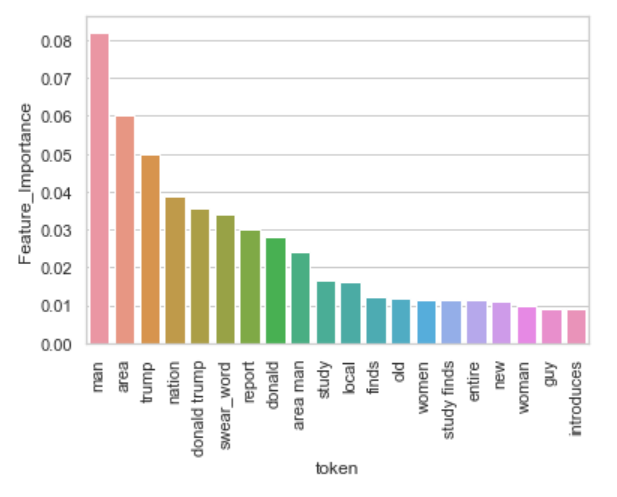 Feature_Importance
0.08
0.07
0.06
0.05
0.04
0.03
0.02
0.01
0.00
man
area
trump
nation
donald trump
swear_word
report
donald
area man
study
local
finds
old
women
study finds
entire
new
woman
guy
introduces
token